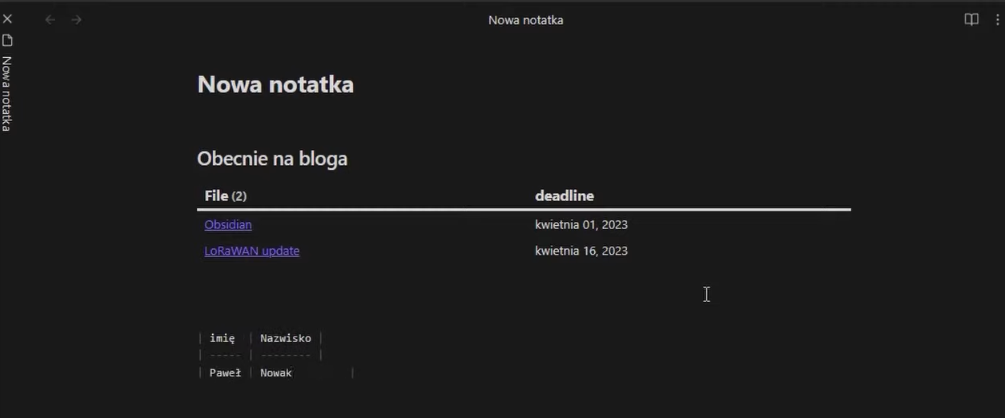 Nowa notatka
Nowa notatka
Nowa notatka
Obecnie na bloga
File (2) deadline
Obsidian kwietnia 01, 2023
LoRaWAN update kwietnia 16, 2023
| imię | Nazwisko |
| ----- | -------- |
| Paweł | Nowak |